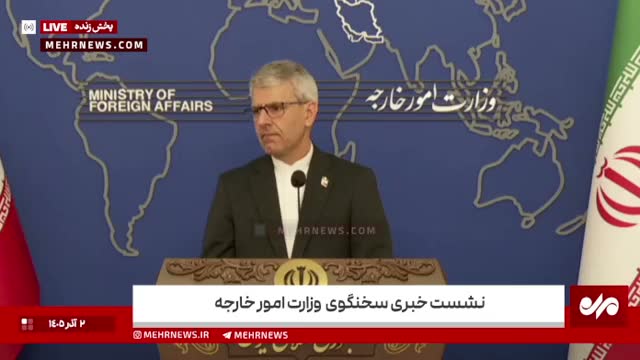 LIVE پخش زنده
MEHRNEWS.COM
MINISTRY OF
FOREIGN AFFAIRS
وزارت امور خارجه
MEHRNEWS.COM
نشست خبری سخنگوی وزارت امور خارجه
۲ آذر ۱۴۰۵
MEHRNEWS.IR
MEHRNEWS.COM